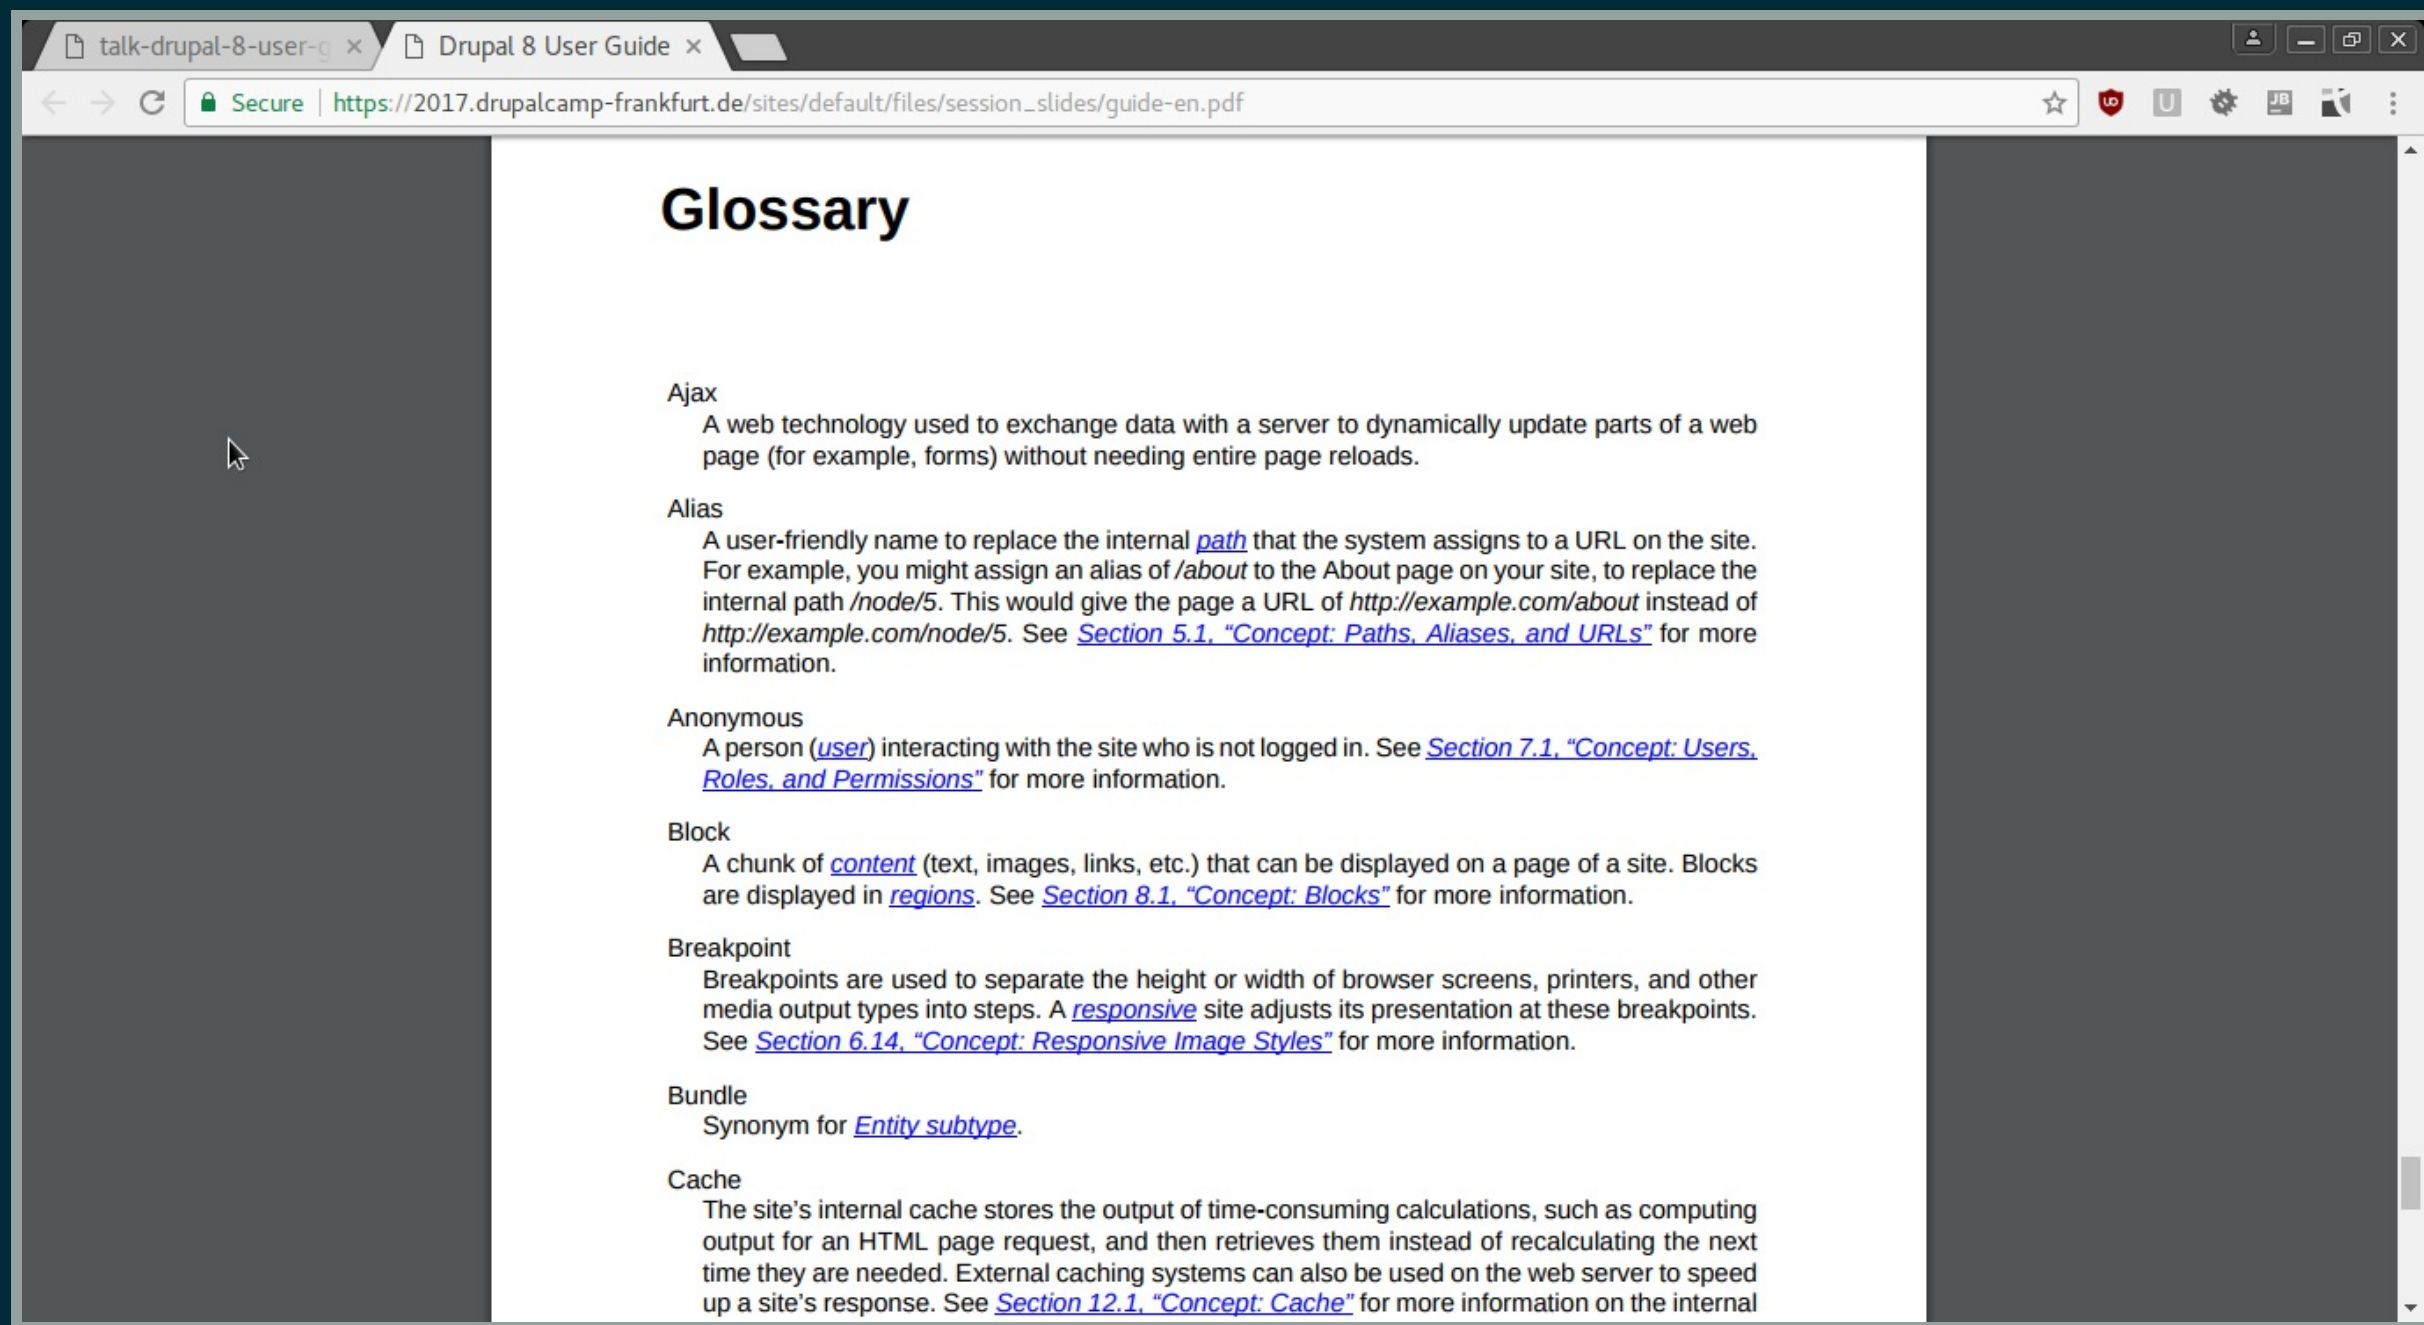 talk-drupal-8-user-g
Drupal 8 User Guide
Secure https://2017.drupalcamp-frankfurt.de/sites/default/files/session_slides/guide-en.pdf
U
JB
Glossary
Ajax
A web technology used to exchange data with a server to dynamically update parts of a web
page (for example, forms) without needing entire page reloads.
Alias
A user-friendly name to replace the internal path that the system assigns to a URL on the site.
For example, you might assign an alias of /about to the About page on your site, to replace the
internal path /node/5. This would give the page a URL of http://example.com/about instead of
http://example.com/node/5. See Section 5.1, “Concept: Paths, Aliases, and URLs” for more
information.
Anonymous
A person (user) interacting with the site who is not logged in. See Section 7.1, “Concept: Users,
Roles, and Permissions” for more information.
Block
A chunk of content (text, images, links, etc.) that can be displayed on a page of a site. Blocks
are displayed in regions. See Section 8.1, “Concept: Blocks” for more information.
Breakpoint
Breakpoints are used to separate the height or width of browser screens, printers, and other
media output types into steps. A responsive site adjusts its presentation at these breakpoints.
See Section 6.14, “Concept: Responsive Image Styles” for more information.
Bundle
Synonym for Entity subtype.
Cache
The site’s internal cache stores the output of time-consuming calculations, such as computing
output for an HTML page request, and then retrieves them instead of recalculating the next
time they are needed. External caching systems can also be used on the web server to speed
up a site’s response. See Section 12.1, “Concept: Cache” for more information on the internal